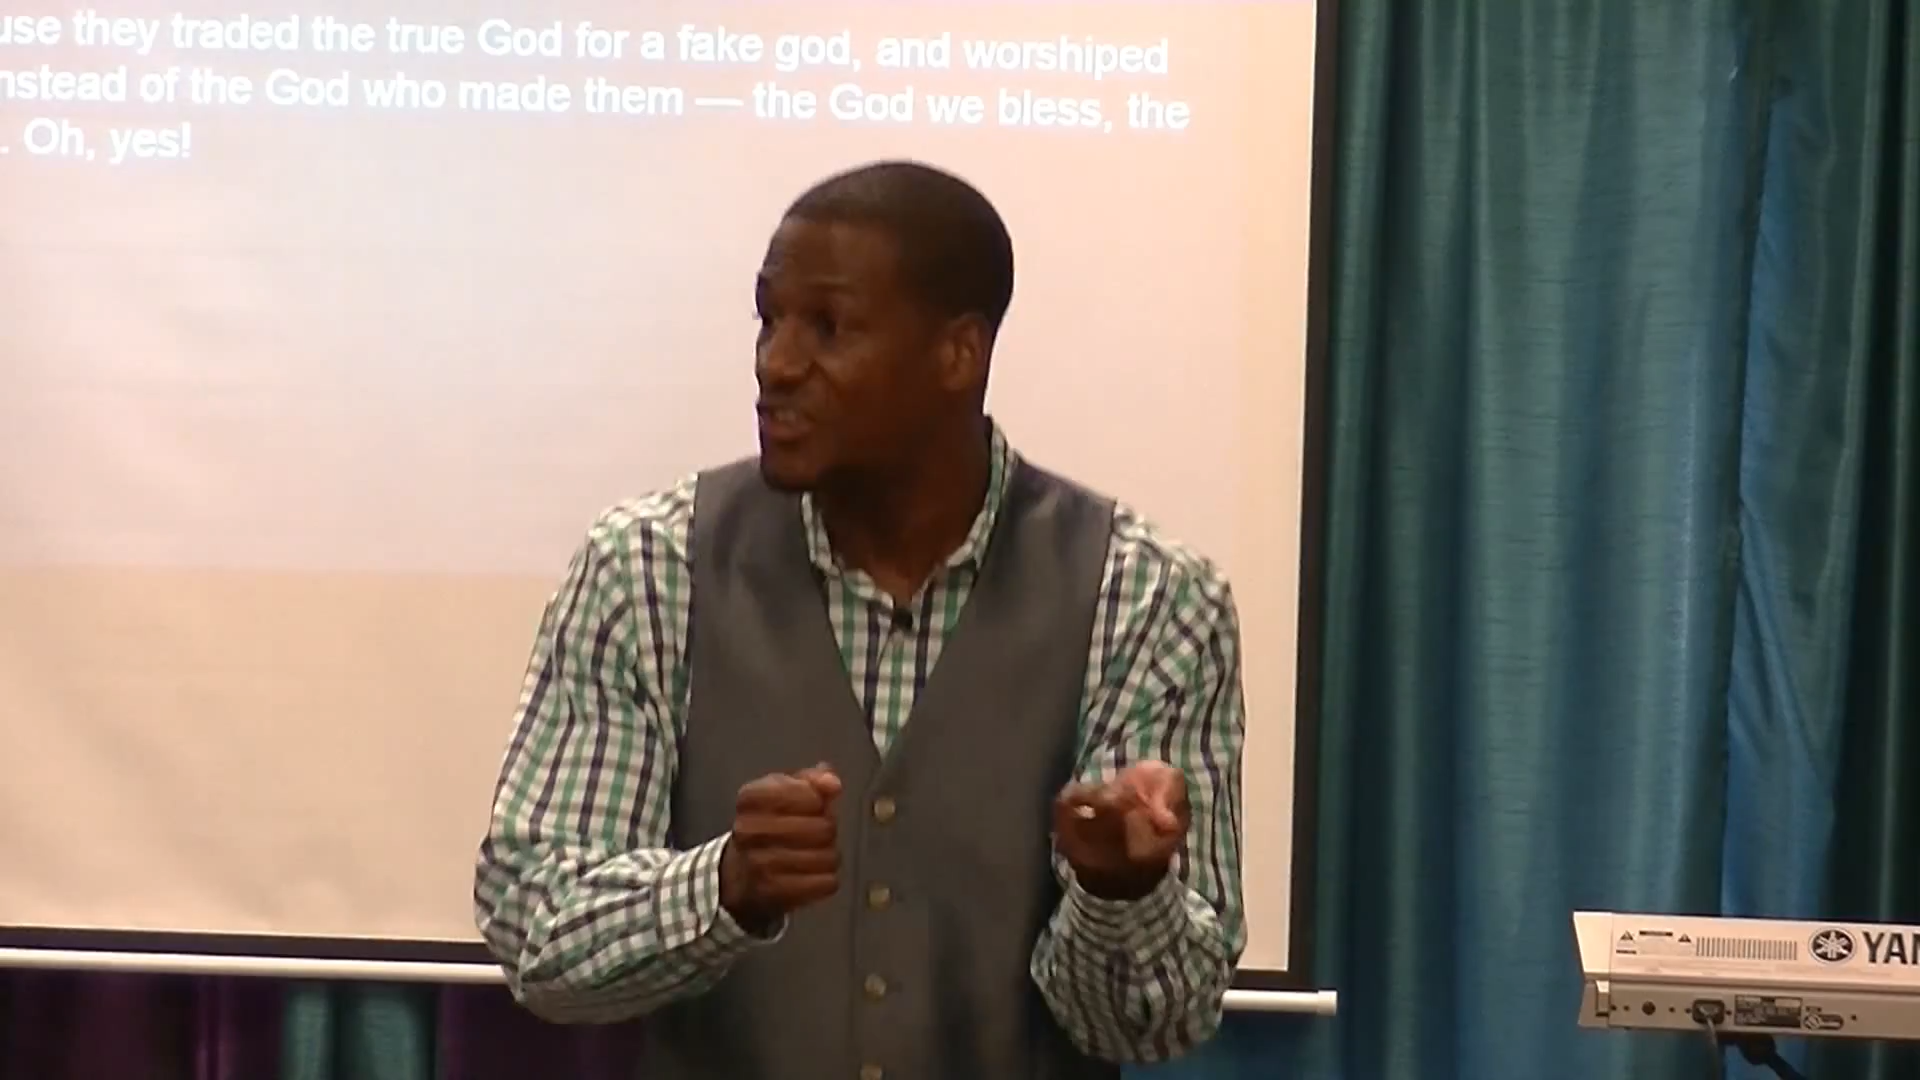 use they traded the true God for a fake god, and worshiped
nstead of the God who made them — the God we bless, the
. Oh, yes!
YAM